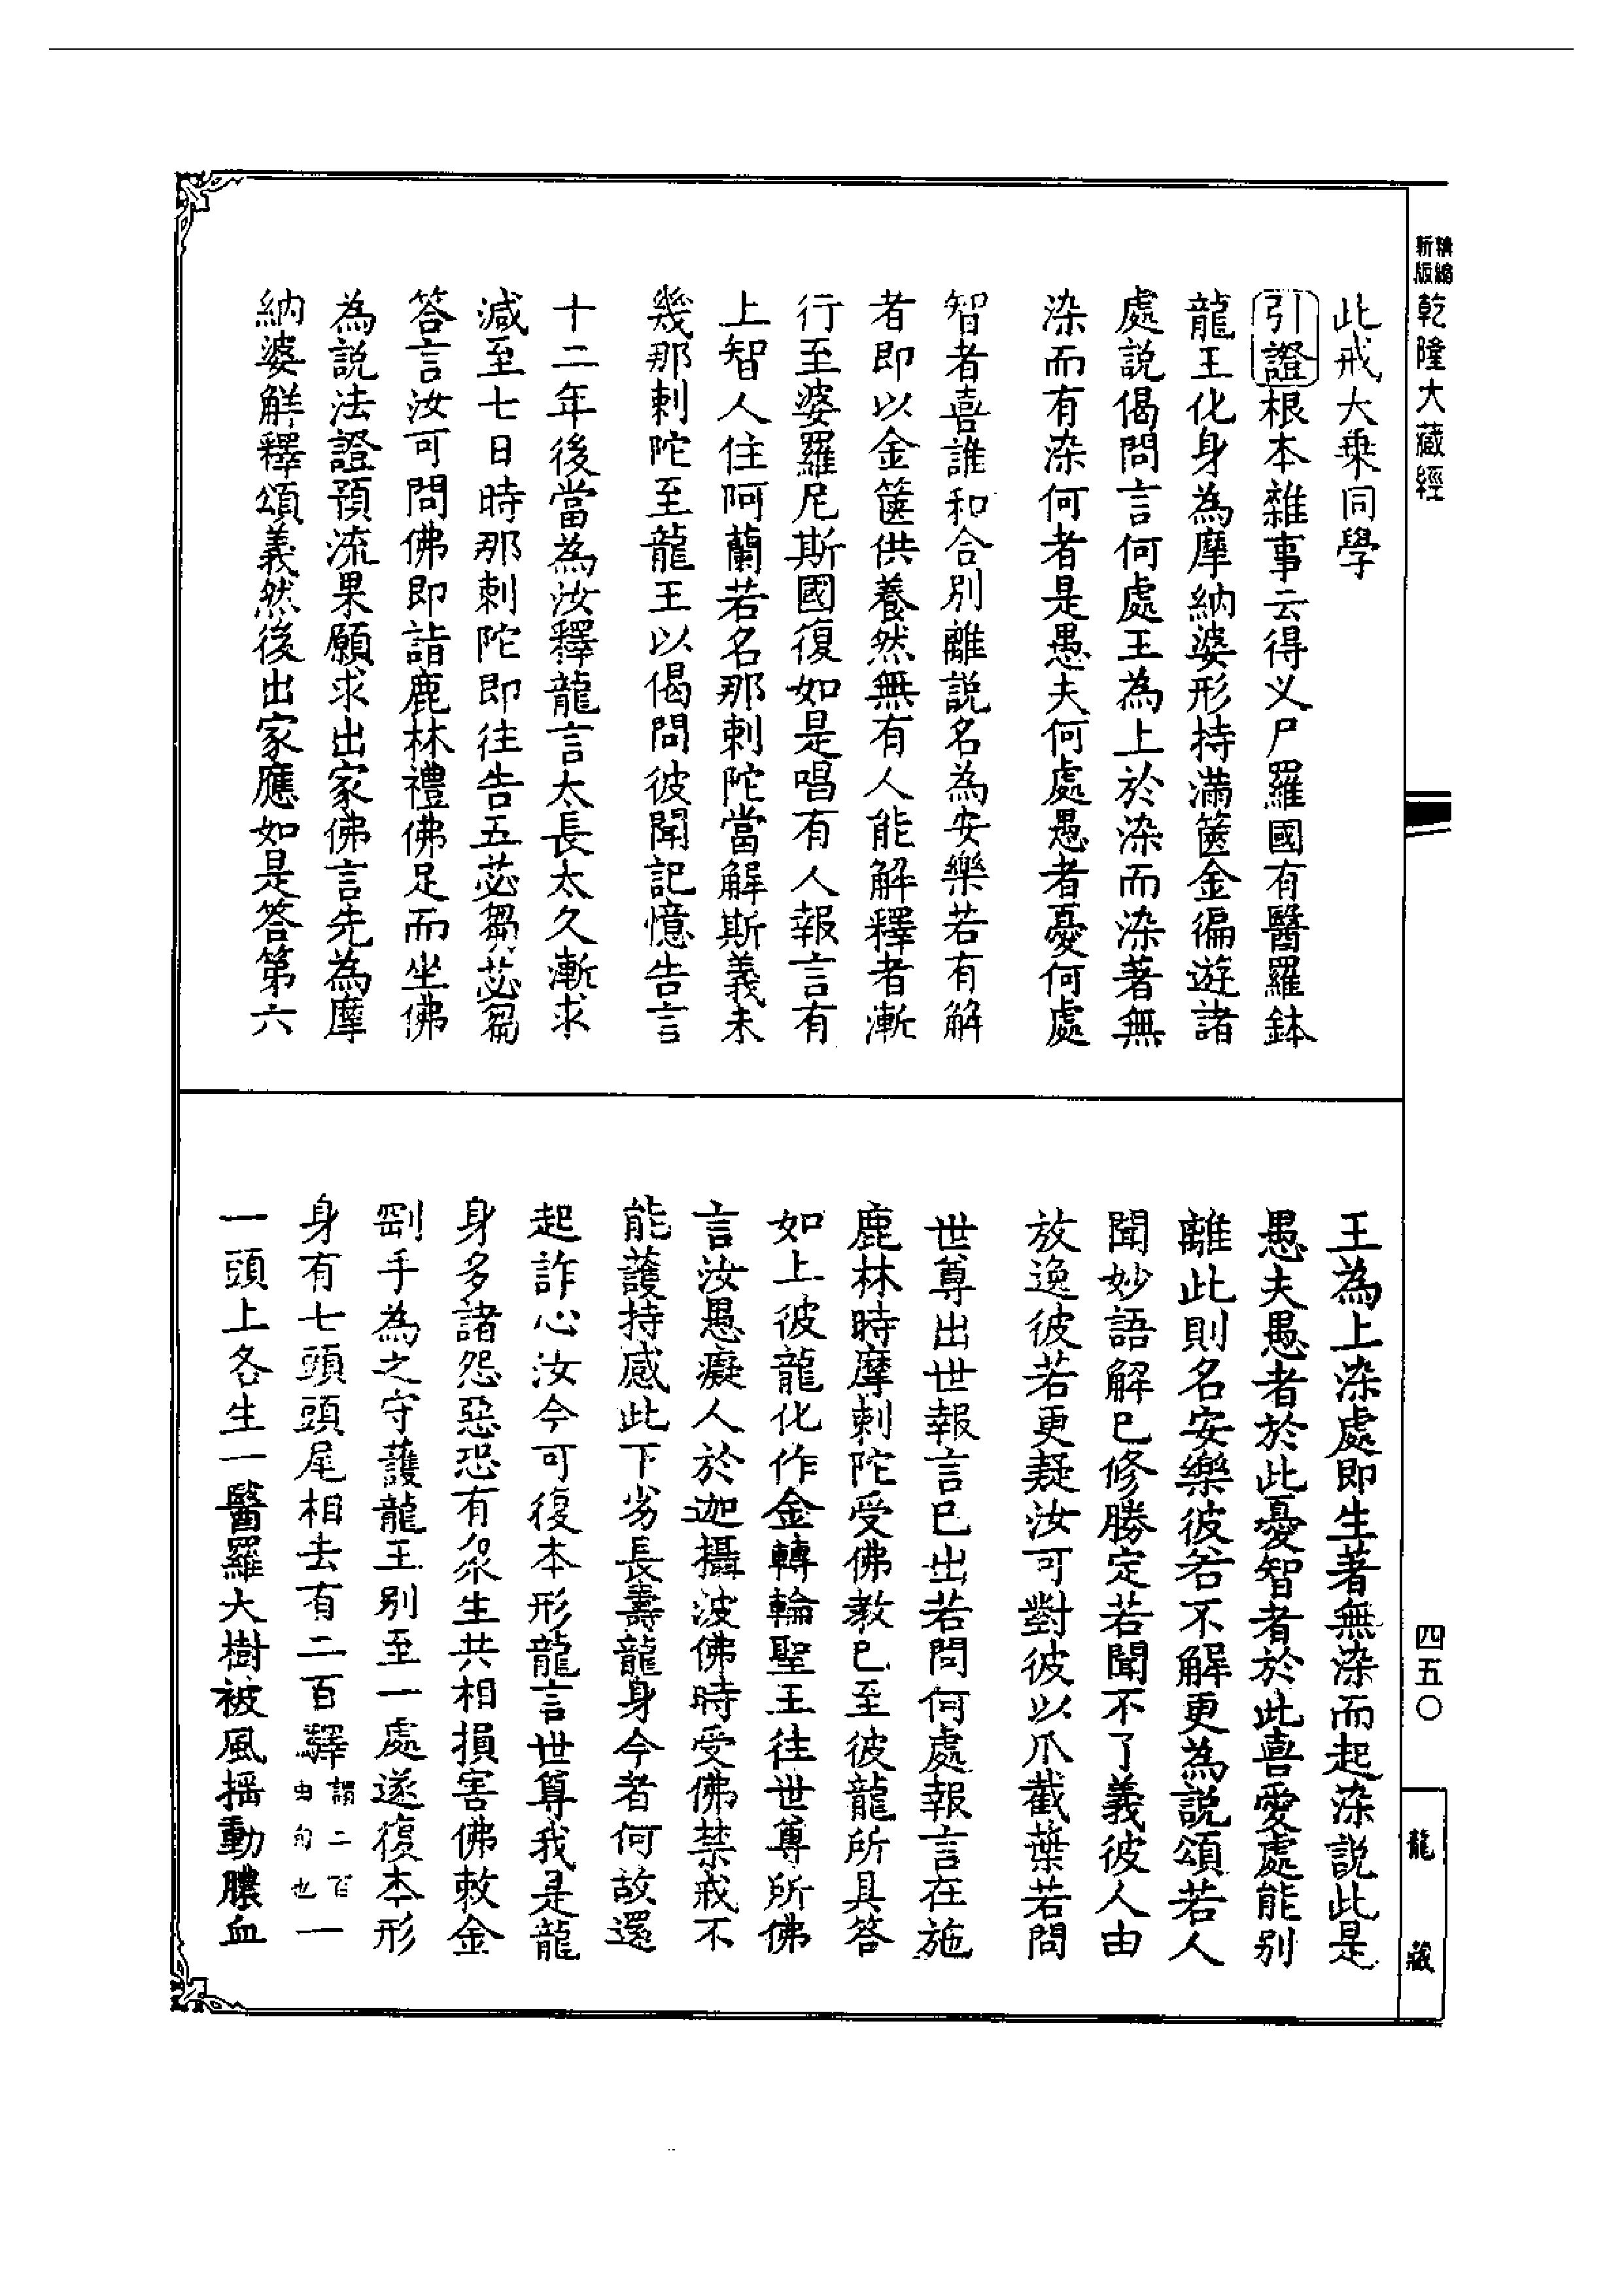 精縮新版乾隆大藏經
此戒大乗同學
引證根本雜事云得义尸羅國有醫羅鉢
龍王化身為摩納婆形持滿篋金徧遊諸
處說偈問言何處王為上於染而染著無
染而有染何者是愚夫何處愚者憂何處
智者喜誰和合別離說名為安樂若有解
者即以金篋供養然無有人能解釋者漸
行至婆羅尼斯國復如是唱有人報言有
上智人住阿蘭若名那剌陀當解斯義未
幾那剌陀至龍王以偈問彼聞記憶告言
十二年後當為汝釋龍言太長太久漸求
減至七日時那剌陀即往告五苾芻苾芻
答言汝可問佛即詣鹿林禮佛足而坐佛
為說法證預流果願求出家佛言先為摩
納婆解釋頌義然後出家應如是答第六
王為上染處即生著無染而起染說此是
愚夫愚者於此憂智者於此喜愛處能別
離此則名安樂彼若不解更為說頌若人
聞妙語解已修勝定若聞不了義彼人由
放逸彼若更疑汝可對彼以爪截葉若問
世尊出世報言已出若問何處報言在施
鹿林時摩剌陀受佛教已至彼龍所具答
如上彼龍化作金轉輪聖王往世尊所佛
言汝愚癡人於迦攝波佛時受佛禁戒不
能護持感此下劣長壽龍身今者何故還
起詐心汝今可復本形龍言世尊我是龍
身多諸怨惡恐有眾生共相損害佛敕金
剛手為之守護龍王別至一處遂復本形
身有七頭頭尾相去有二百驛謂二百由旬也一
一頭上各生一醫羅大樹被風搖動膿血
四五〇
龍藏